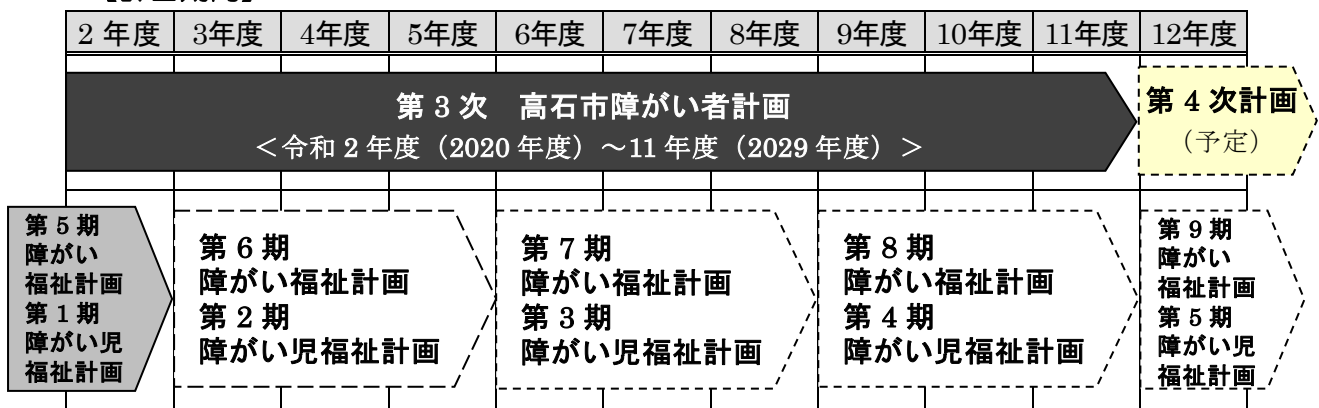 2 年度 3年度 4年度 5年度 6年度 7年度 8年度 9年度 10年度 11年度 12年度
第 3 次　高石市障がい者計画
＜令和 2 年度（2020 年度）～11 年度（2029 年度）＞
第 4 次計画
（予定）
第 5 期
障がい
福祉計画
第 1 期
障がい児
福祉計画
第 6 期
障がい福祉計画
第 2 期
障がい児福祉計画
第 7 期
障がい福祉計画
第 3 期
障がい児福祉計画
第 8 期
障がい福祉計画
第 4 期
障がい児福祉計画
第 9 期
障がい
福祉計画
第 5 期
障がい児
福祉計画